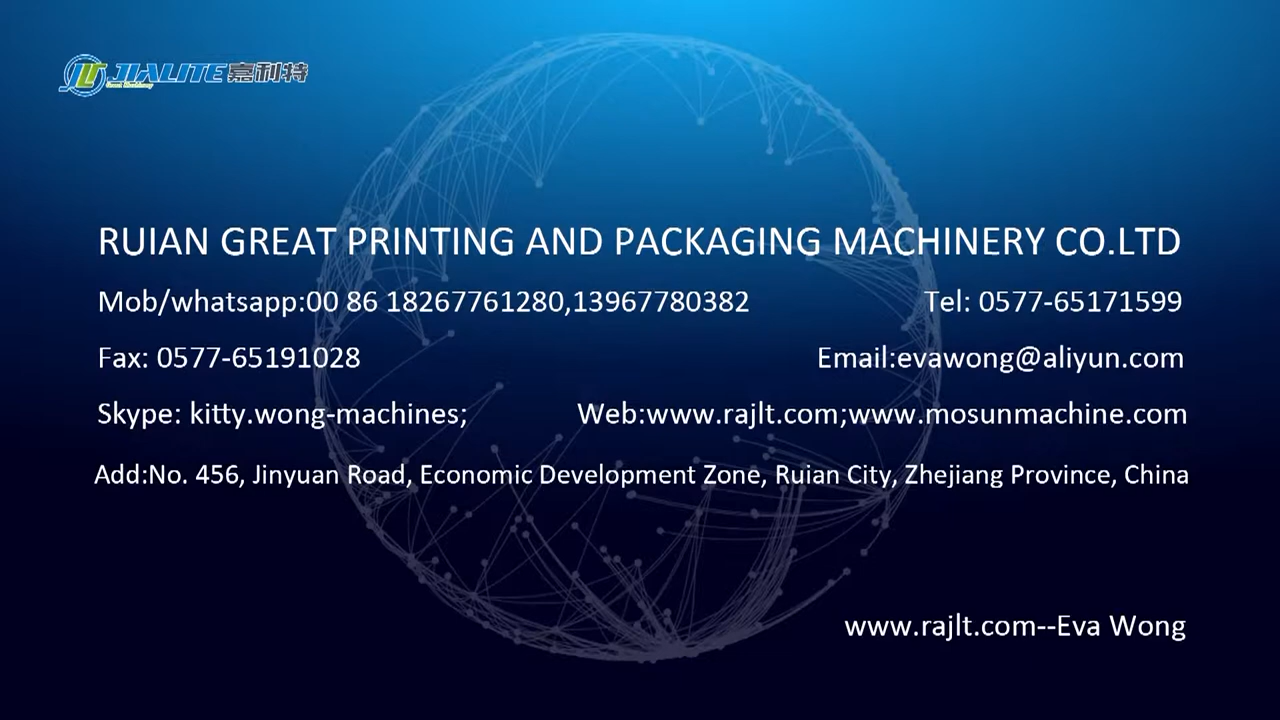 JIALITE嘉利特
Great Machinery
RUIAN GREAT PRINTING AND PACKAGING MACHINERY CO.LTD
Mob/whatsapp:00 86 18267761280,13967780382 Tel: 0577-65171599
Fax: 0577-65191028 Email:evawong@aliyun.com
Skype: kitty.wong-machines; Web:www.rajlt.com;www.mosunmachine.com
Add:No. 456, Jinyuan Road, Economic Development Zone, Ruian City, Zhejiang Province, China
www.rajlt.com--Eva Wong